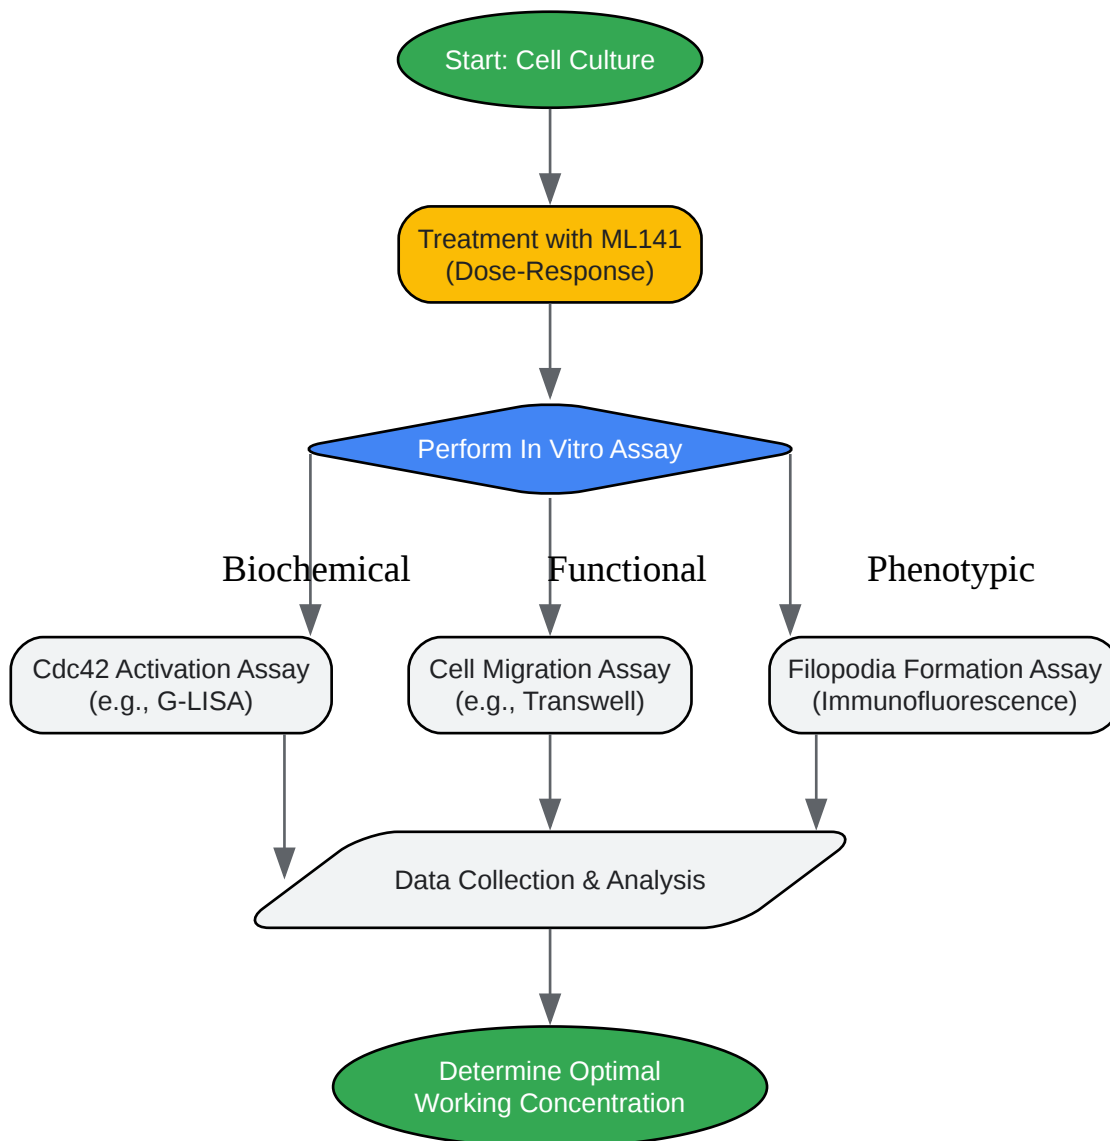 Start: Cell Culture
Treatment with ML141
(Dose-Response)
Perform In Vitro Assay
Biochemical
Functional
Phenotypic
Cdc42 Activation Assay
(e.g., G-LISA)
Cell Migration Assay
(e.g., Transwell)
Filopodia Formation Assay
(Immunofluorescence)
Data Collection & Analysis
Determine Optimal
Working Concentration